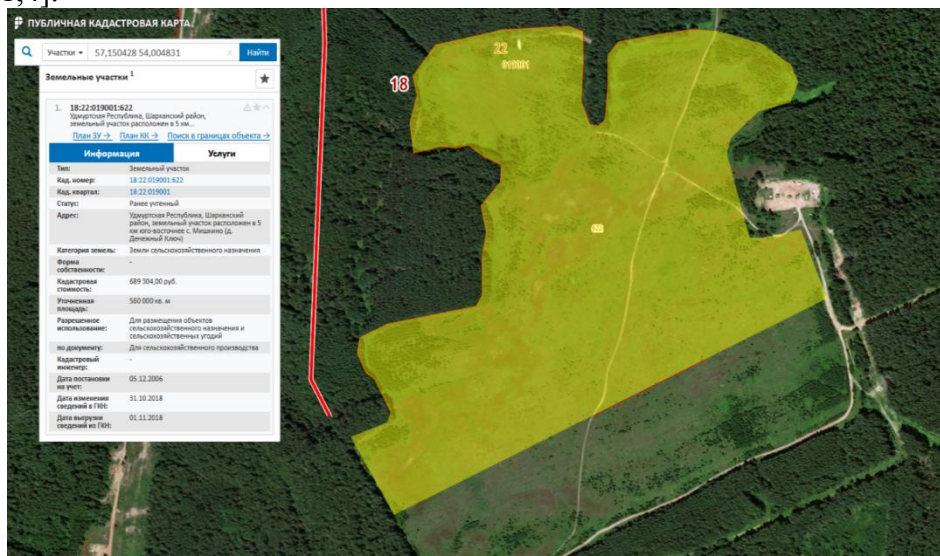 ПУБЛИЧНАЯ КАДАСТРОВАЯ КАРТА
Участки 57,150428 54,004831 × Найти
Земельные участки 1
1. 18:22:019001:622
Удмуртская Республика, Шарканский район,
земельный участок расположен в 5 км...
План ЗУ → План КК → Поиск в границах объекта →
Информация Услуги
Тип: Земельный участок
Кад. номер: 18:22:019001:622
Кад. квартал: 18:22:019001
Статус: Ранее учтенный
Адрес: Удмуртская Республика, Шарканский
район, земельный участок расположен в 5
км юго-восточнее с. Мишкино (д.
Денежный Ключ)
Категория земель: Земли сельскохозяйственного назначения
Форма
собственности: -
Кадастровая
стоимость: 689 304,00 руб.
Уточненная
площадь: 560 000 кв. м
Разрешенное
использование: Для размещения объектов
сельскохозяйственного назначения и
сельскохозяйственных угодий
по документу: Для сельскохозяйственного производства
Кадастровый
инженер: -
Дата постановки
на учет: 05.12.2006
Дата изменения
сведений в ГКН: 31.10.2018
Дата выгрузки
сведений из ГКН: 01.11.2018
18
22
019001
622